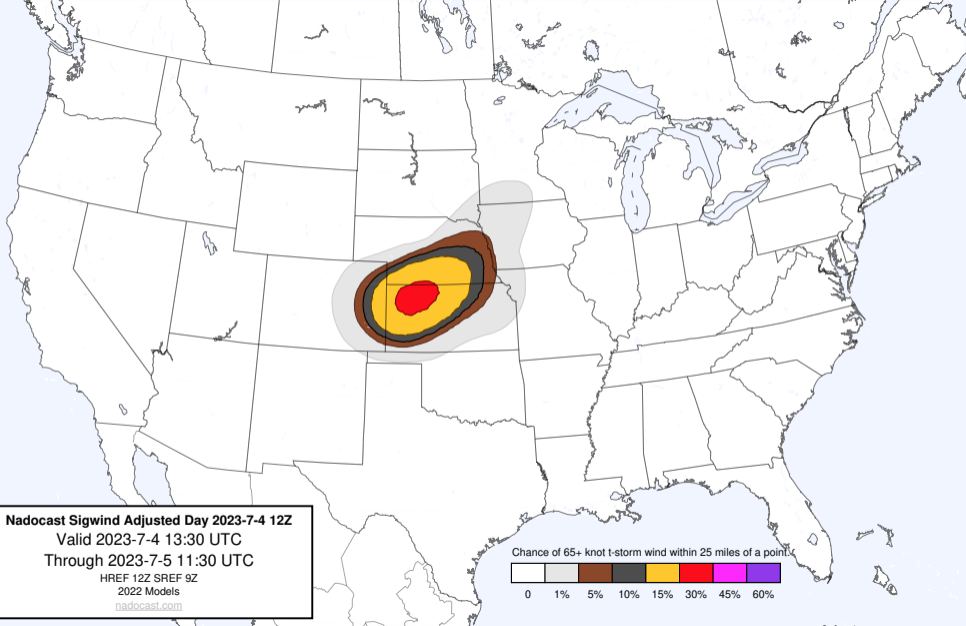 Nadocast Sigwind Adjusted Day 2023-7-4 12Z
Valid 2023-7-4 13:30 UTC
Through 2023-7-5 11:30 UTC
HREF 12Z SREF 9Z
2022 Models
nadocast.com
Chance of 65+ knot t-storm wind within 25 miles of a point.
0 1% 5% 10% 15% 30% 45% 60%